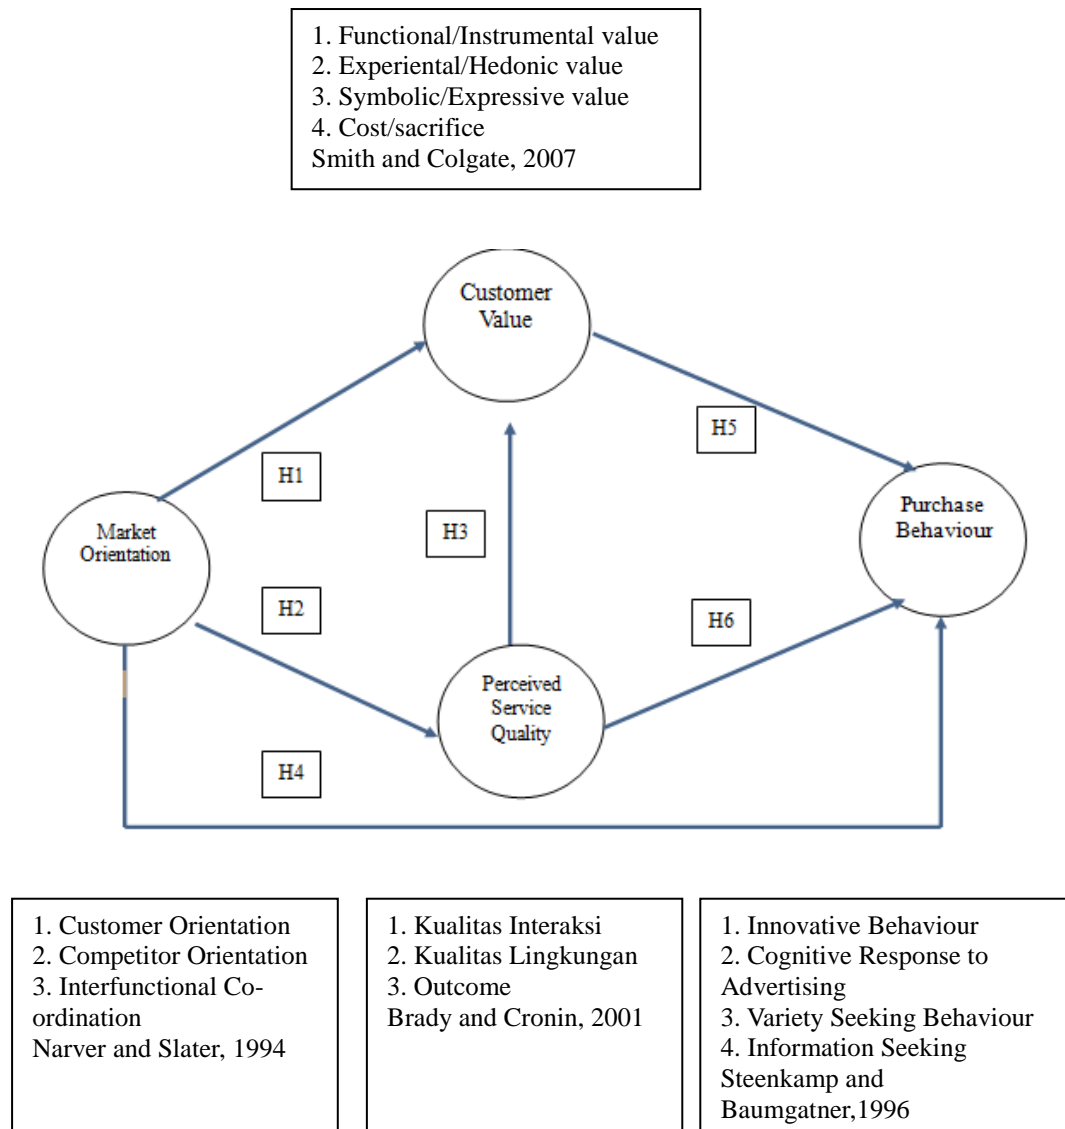 1. Functional/Instrumental value
2. Experiental/Hedonic value
3. Symbolic/Expressive value
4. Cost/sacrifice
Smith and Colgate, 2007
Customer
Value
H5
H1
Market
Orientation
H3
Purchase
Behaviour
H2
H6
Perceived
Service
Quality
H4
1. Customer Orientation
2. Competitor Orientation
3. Interfunctional Co-
ordination
Narver and Slater, 1994
1. Kualitas Interaksi
2. Kualitas Lingkungan
3. Outcome
Brady and Cronin, 2001
1. Innovative Behaviour
2. Cognitive Response to
Advertising
3. Variety Seeking Behaviour
4. Information Seeking
Steenkamp and
Baumgatner,1996